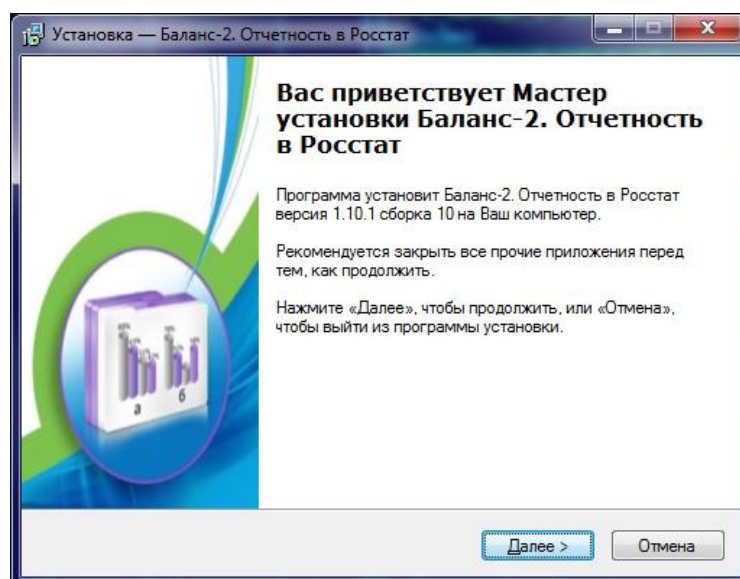 Установка — Баланс-2. Отчетность в Росстат
Вас приветствует Мастер
установки Баланс-2. Отчетность
в Росстат
Программа установит Баланс-2. Отчетность в Росстат
версия 1.10.1 сборка 10 на Ваш компьютер.
Рекомендуется закрыть все прочие приложения перед
тем, как продолжить.
Нажмите «Далее», чтобы продолжить, или «Отмена»,
чтобы выйти из программы установки.
а б
Далее > Отмена